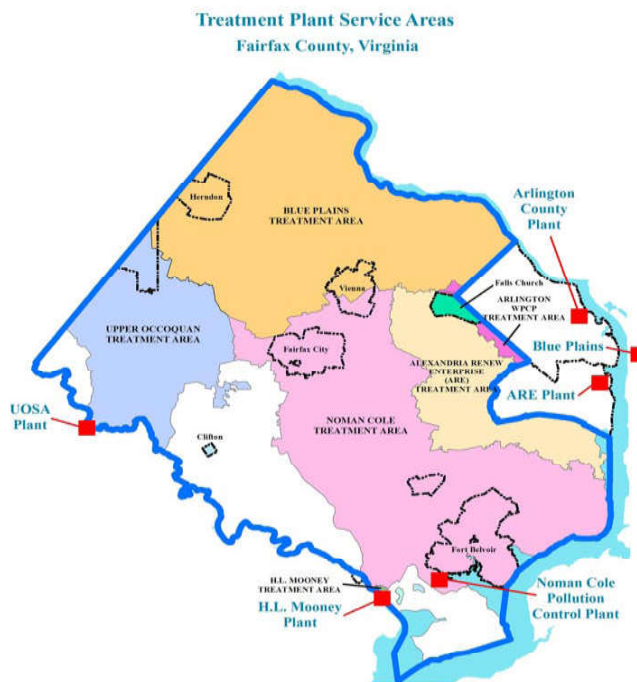 Treatment Plant Service Areas
Fairfax County, Virginia
Herndon
BLUE PLAINS
TREATMENT AREA
Arlington
County
Plant
Vienna
Falls Church
ARLINGTON
WPCP
TREATMENT AREA
UPPER OCCOQUAN
TREATMENT AREA
Fairfax City
Blue Plains
ALEXANDRIA RENEW
ENTERPRISE
(ARE)
TREATMENT AREA
ARE Plant
UOSA
Plant
NOMAN COLE
TREATMENT AREA
Clifton
Fort Belvoir
H.L. MOONEY
TREATMENT AREA
H.L. Mooney
Plant
Noman Cole
Pollution
Control Plant